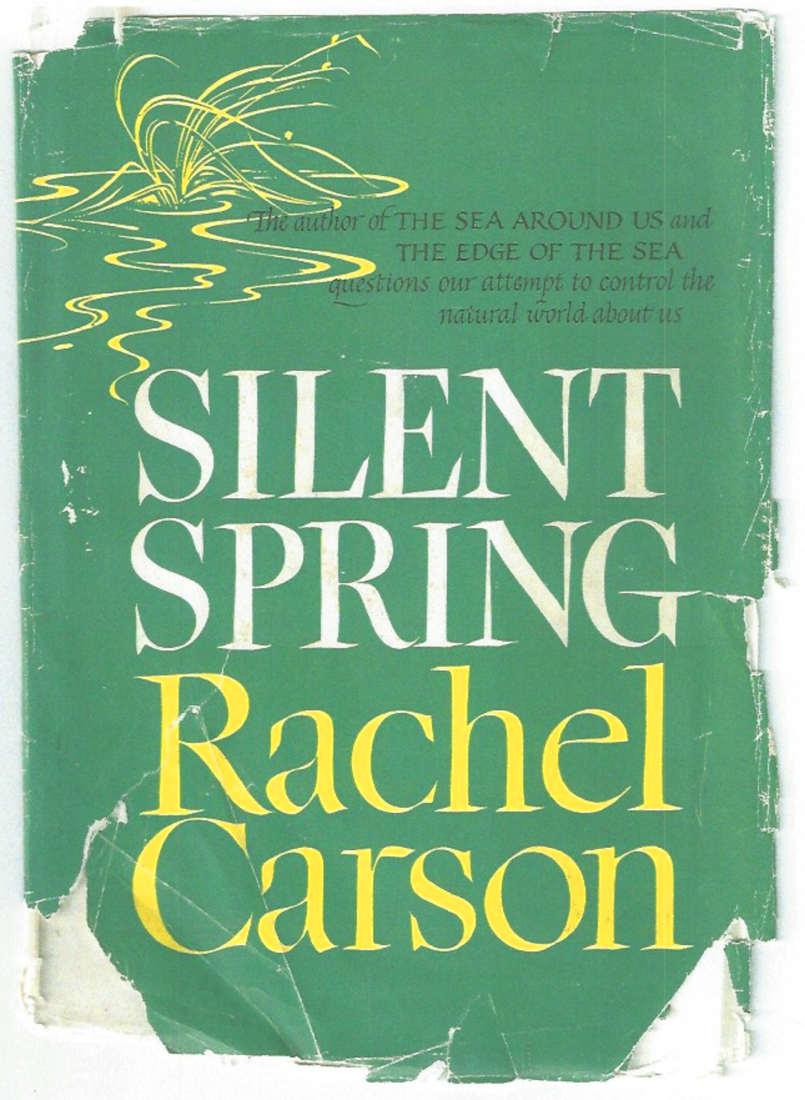 The author of THE SEA AROUND US and
THE EDGE OF THE SEA
questions our attempt to control the
natural world about us
SILENT
SPRING
Rachel
Carson